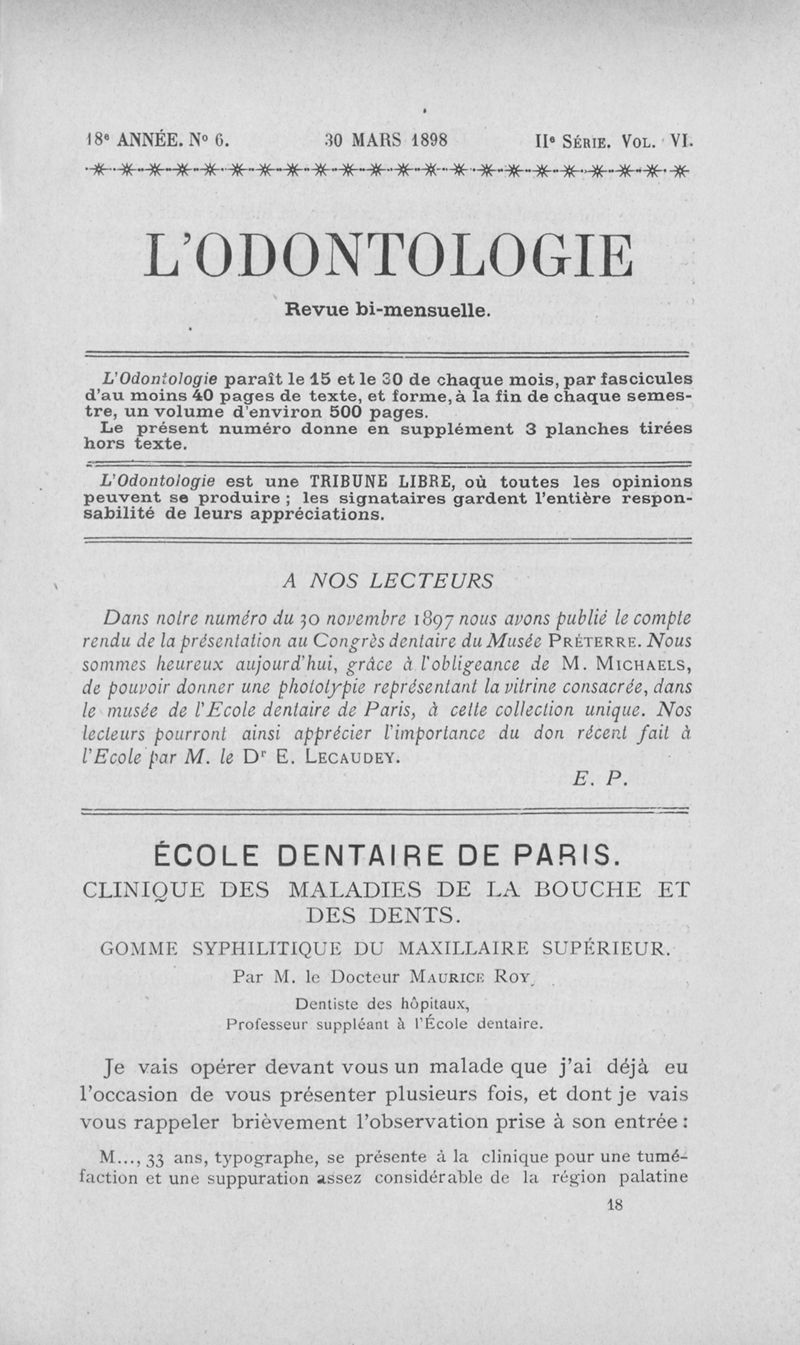 18e ANNÉE. No 6. 30 MARS 1898 IIe SÉRIE. VOL. VI.
L'ODONTOLOGIE
Revue bi-mensuelle.
L'Odontologie paraît le 15 et le 30 de chaque mois, par fascicules
d'au moins 40 pages de texte, et forme, à la fin de chaque semes-
tre, un volume d'environ 500 pages.
Le présent numéro donne en supplément 3 planches tirées
hors texte.
L'Odontologie est une TRIBUNE LIBRE, où toutes les opinions
peuvent se produire ; les signataires gardent l'entière respon-
sabilité de leurs appréciations.
A NOS LECTEURS
Dans notre numéro du 30 novembre 1897 nous avons publié le compte
rendu de la présentation au Congrès dentaire du Musée PRÉTERRE. Nous
sommes heureux aujourd'hui, grâce à l'obligeance de M. MICHAELS,
de pouvoir donner une phototypie représentant la vitrine consacrée, dans
le musée de l'Ecole dentaire de Paris, à cette collection unique. Nos
lecteurs pourront ainsi apprécier l'importance du don récent fait à
l'Ecole par M. le Dr E. LECAUDEY.
E. P.
ÉCOLE DENTAIRE DE PARIS.
CLINIQUE DES MALADIES DE LA BOUCHE ET
DES DENTS.
GOMME SYPHILITIQUE DU MAXILLAIRE SUPÉRIEUR.
Par M. le Docteur MAURICE ROY,
Dentiste des hôpitaux,
Professeur suppléant à l'École dentaire.
Je vais opérer devant vous un malade que j'ai déjà eu
l'occasion de vous présenter plusieurs fois, et dont je vais
vous rappeler brièvement l'observation prise à son entrée :
M..., 33 ans, typographe, se présente à la clinique pour une tumé-
faction et une suppuration assez considérable de la région palatine
18